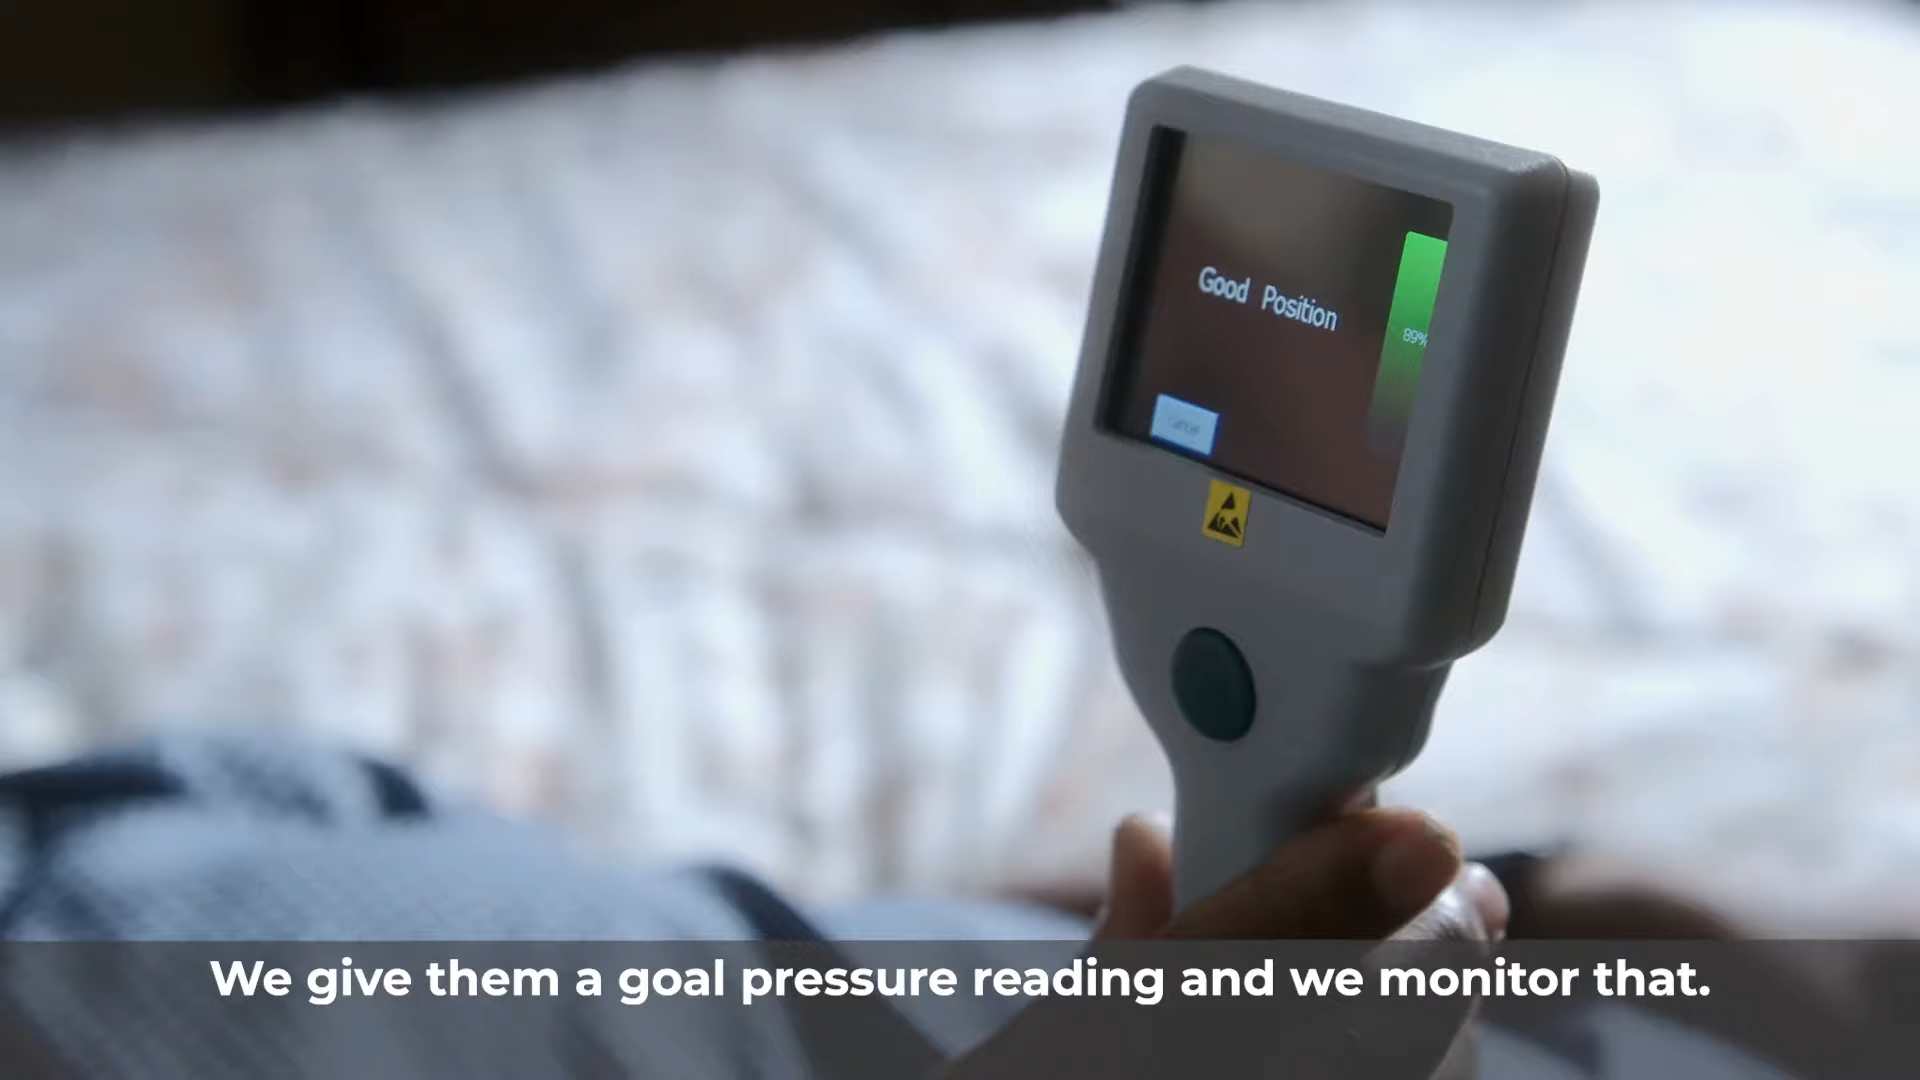 Good Position
89%
We give them a goal pressure reading and we monitor that.